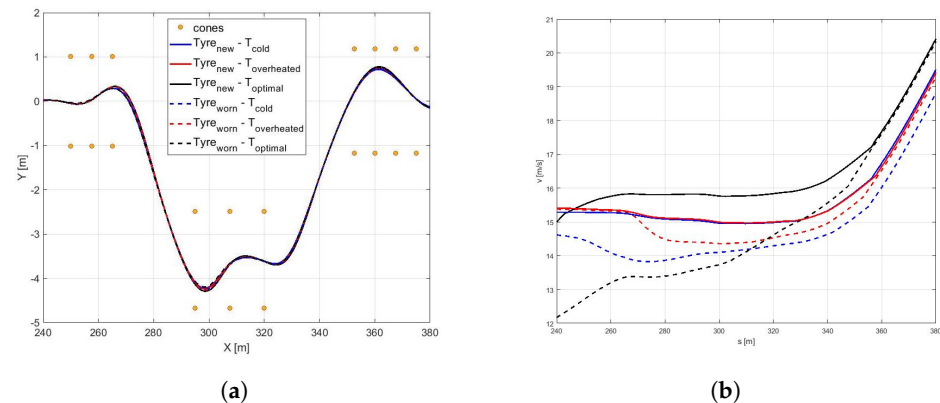 2
1
0
-1
-2
-3
-4
-5
Y [m]
240 260 280 300 320 340 360 380
X [m]
cones
Tyre_new - T_cold
Tyre_new - T_overheated
Tyre_new - T_optimal
Tyre_worn - T_cold
Tyre_worn - T_overheated
Tyre_worn - T_optimal
(a)
21
20
19
18
17
16
15
14
13
12
v [m/s]
240 260 280 300 320 340 360 380
s [m]
(b)